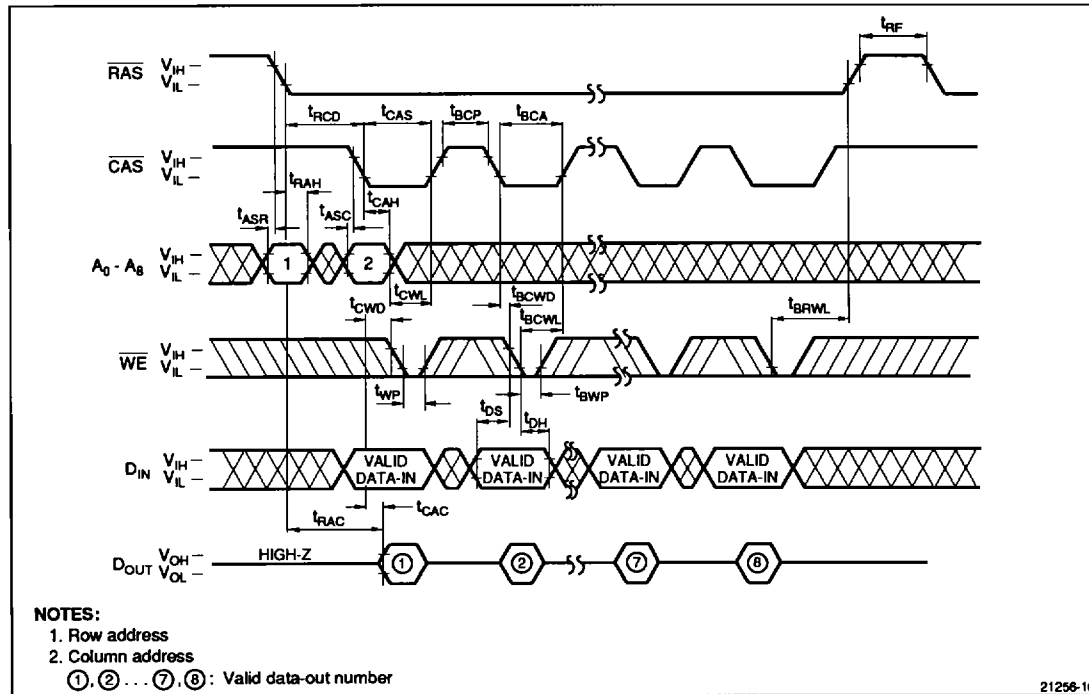 tRF
RAS VIH
VIL
tRCD tCAS tBCP tBCA
CAS VIH
VIL
tRAH
tASR tASC tCAH
A0 - A8 VIH
VIL
1 2
tCWL
tCWD tBCWD
tBCWL tBRWL
WE VIH
VIL
tWP tBWP
tDS tDH
DIN VIH
VIL
VALID DATA-IN VALID DATA-IN VALID DATA-IN VALID DATA-IN
tRAC tCAC
DOUT VOH
VOL
HIGH-Z ① ② ⑦ ⑧
NOTES:
1. Row address
2. Column address
①, ② . . . ⑦, ⑧ : Valid data-out number